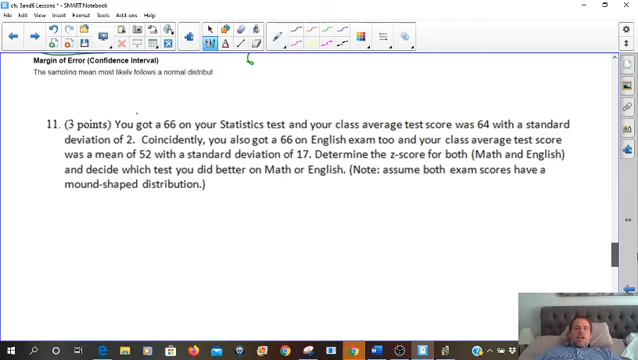 ch. 5and6 Lessons * - SMART Notebook
File Edit View Insert Format Tools Add-ons Help
Margin of Error (Confidence interval)
The sampling mean most likely follows a normal distribut
11. (3 points) You got a 66 on your Statistics test and your class average test score was 64 with a standard
deviation of 2. Coincidently, you also got a 66 on English exam too and your class average test score
was a mean of 52 with a standard deviation of 17. Determine the z-score for both (Math and English)
and decide which test you did better on Math or English. (Note: assume both exam scores have a
mound-shaped distribution.)